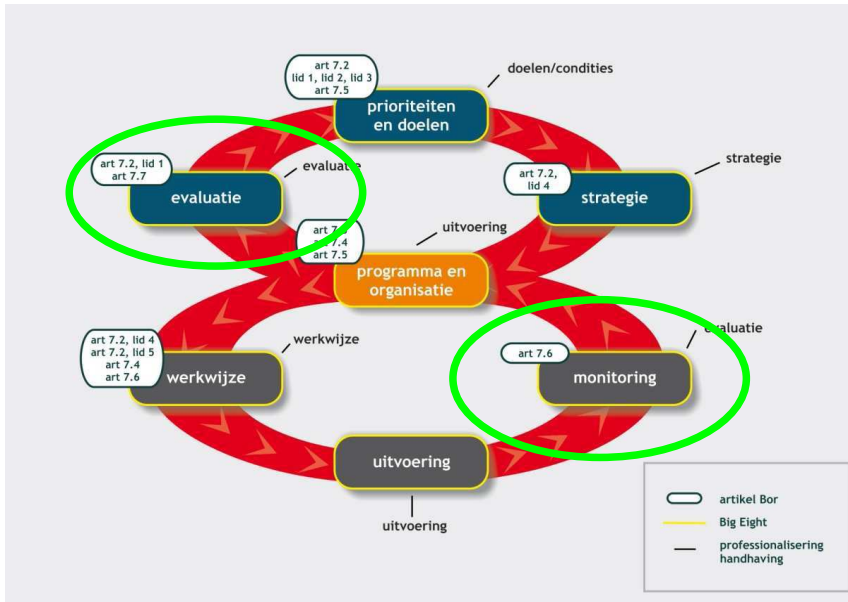 art 7.2
lid 1, lid 2, lid 3
art 7.5
doelen/condities
prioriteiten
en doelen
art 7.2, lid 1
art 7.7
evaluatie
evaluatie
art 7.2,
lid 4
strategie
strategie
art 7.4
art 7.5
uitvoering
programma en
organisatie
art 7.2, lid 4
art 7.2, lid 5
art 7.4
art 7.6
werkwijze
werkwijze
art 7.6
evaluatie
monitoring
uitvoering
uitvoering
artikel Bor
Big Eight
professionalisering
handhaving